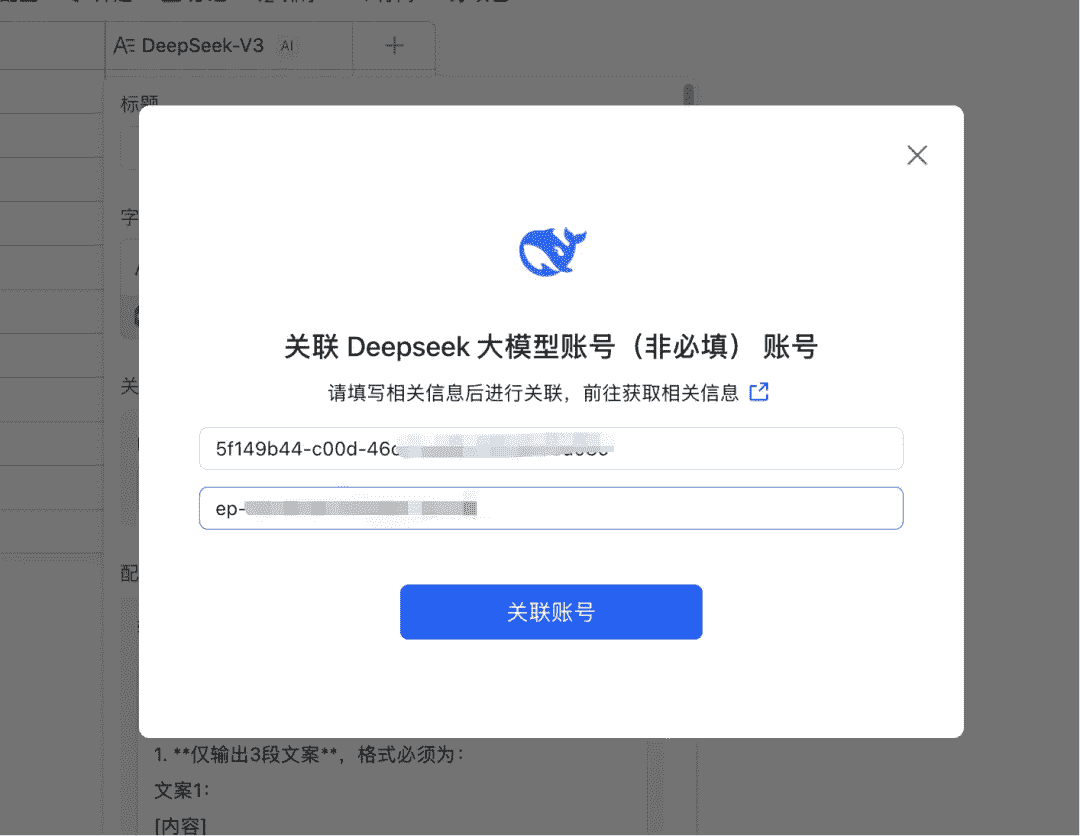 DeepSeek-V3 AI
标题
字
关
配
关联 Deepseek 大模型账号（非必填） 账号
请填写相关信息后进行关联，前往获取相关信息
5f149b44-c00d-46
ep-
关联账号
1. **仅输出3段文案**，格式必须为：
文案1：
[内容]